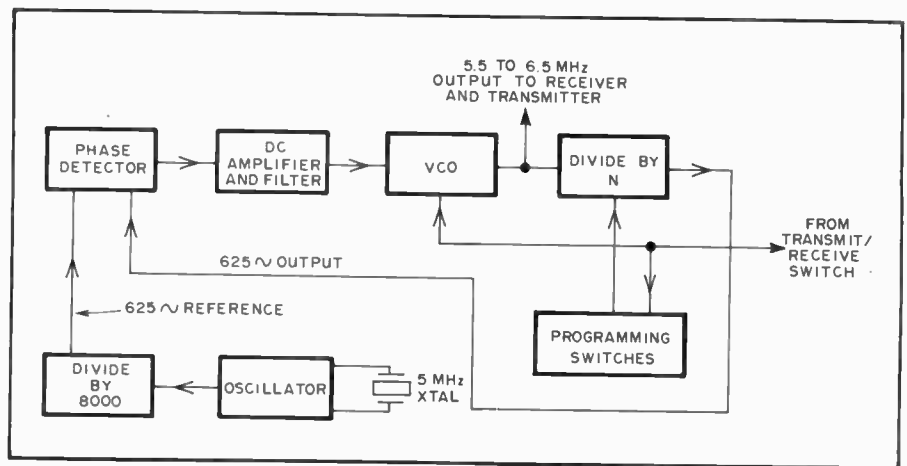 5.5 TO 6.5 MHz
OUTPUT TO RECEIVER
AND TRANSMITTER
PHASE
DETECTOR
DC
AMPLIFIER
AND FILTER
VCO
DIVIDE BY
N
FROM
TRANSMIT/
RECEIVE
SWITCH
625∿OUTPUT
625∿REFERENCE
PROGRAMMING
SWITCHES
DIVIDE
BY
8000
OSCILLATOR
5 MHz
XTAL